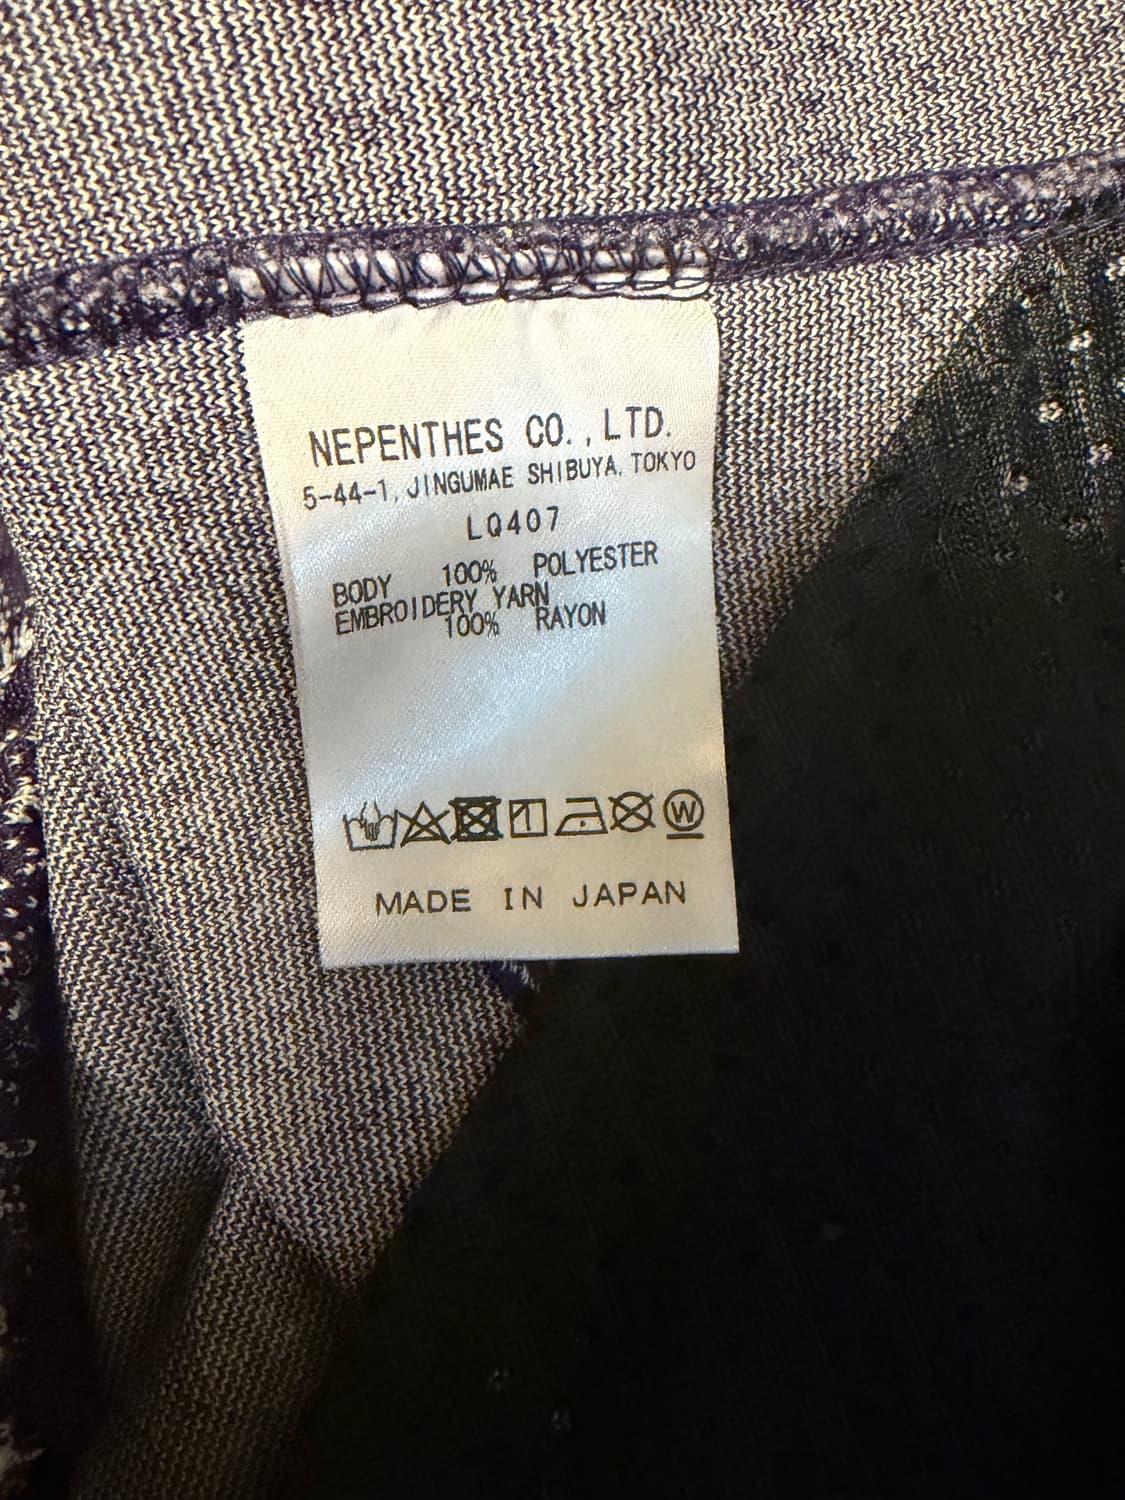 NEPENTHES CO.,LTD.
5-44-1, JINGUMAE SHIBUYA, TOKYO
LQ407
BODY 100% POLYESTER
EMBROIDERY YARN
100% RAYON
W
MADE IN JAPAN